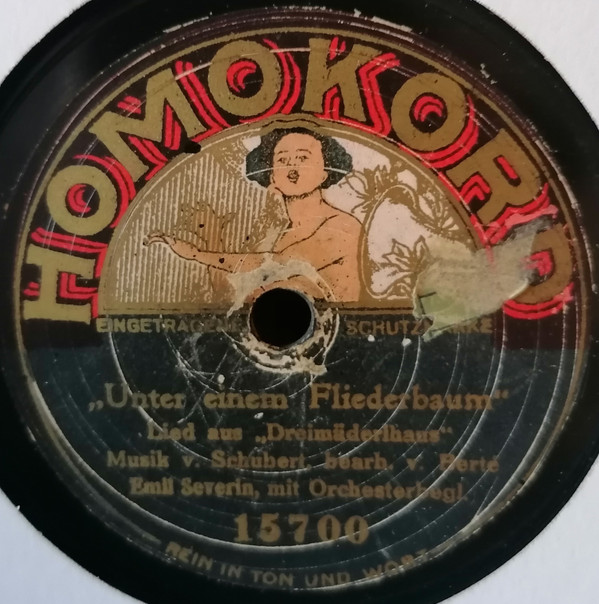 HOMOKORD
EINGETRAGENE SCHUTZMARKE
„Unter einem Fliederbaum“
Lied aus „Dreimäderlhaus“
Musik v. Schubert bearb. v. Berté
Emil Severin, mit Orchesterbegl.
15700
REIN IN TON UND WORT